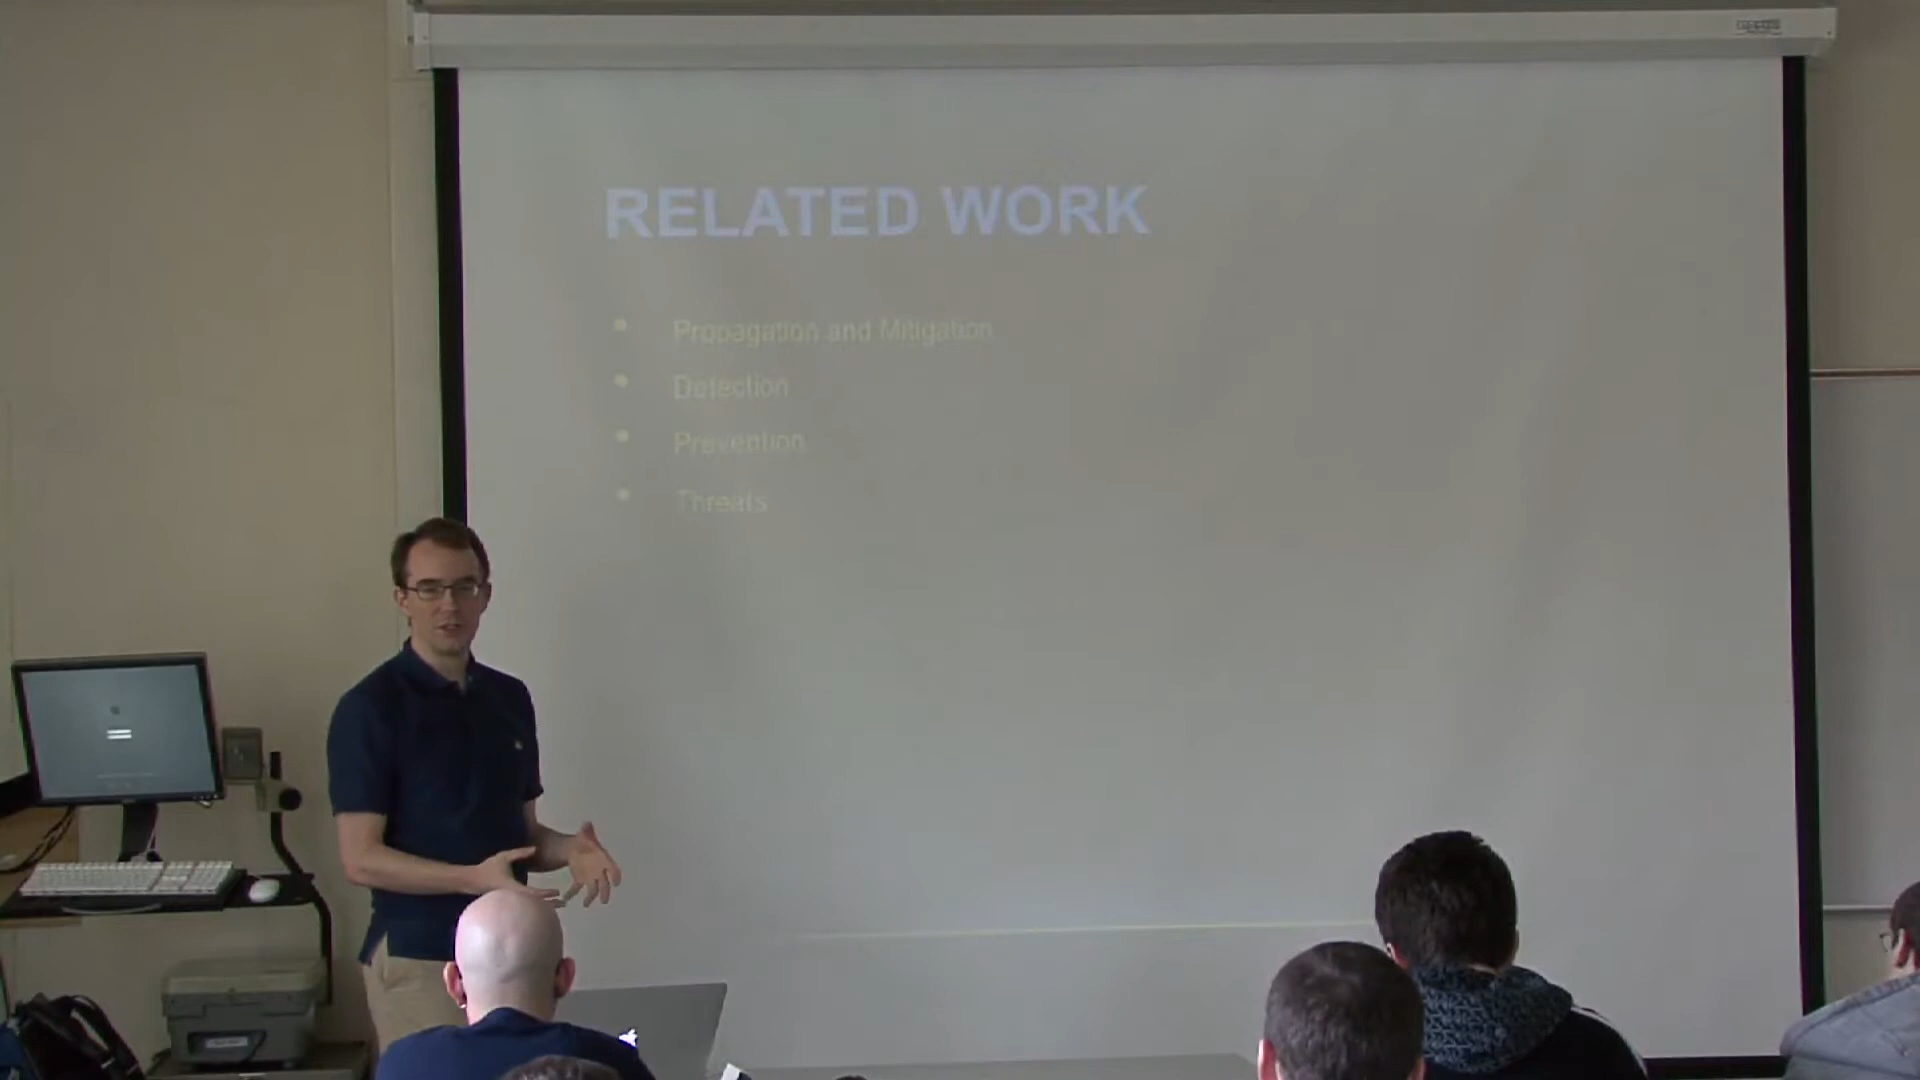 RELATED WORK
• Propagation and Mitigation
• Detection
• Prevention
• Threats